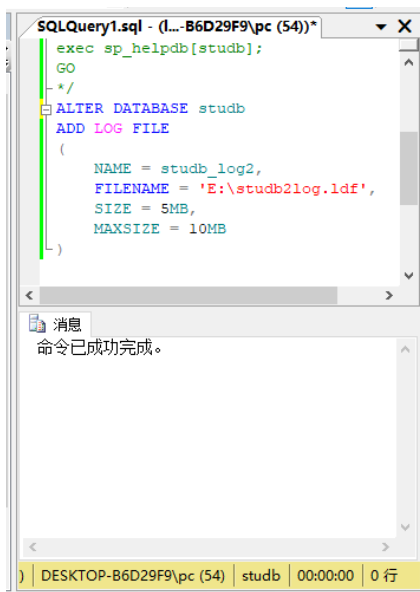 SQLQuery1.sql - (l...-B6D29F9\pc (54))*
exec sp_helpdb[studb];
GO
*/
ALTER DATABASE studb
ADD LOG FILE
(
NAME = studb_log2,
FILENAME = 'E:\studb2log.ldf',
SIZE = 5MB,
MAXSIZE = 10MB
)
消息
命令已成功完成。
) DESKTOP-B6D29F9\pc (54) studb 00:00:00 0 行